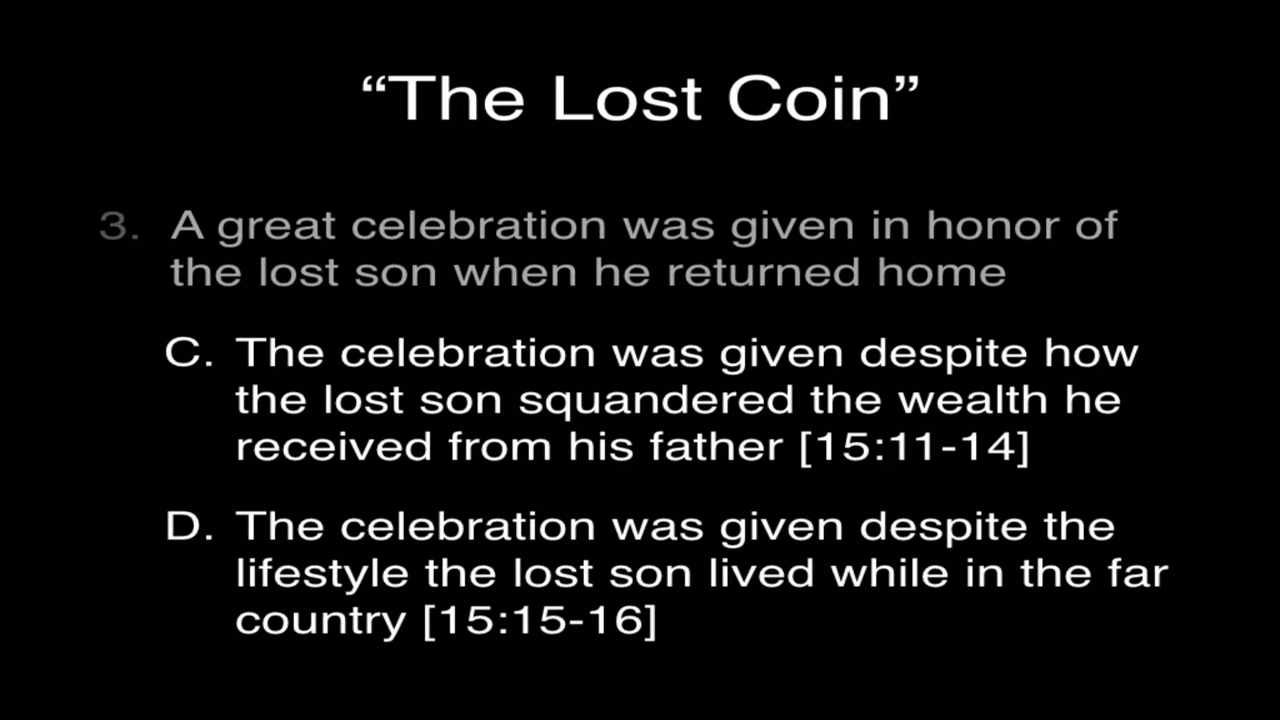 “The Lost Coin”
3. A great celebration was given in honor of
the lost son when he returned home
C. The celebration was given despite how
the lost son squandered the wealth he
received from his father [15:11-14]
D. The celebration was given despite the
lifestyle the lost son lived while in the far
country [15:15-16]